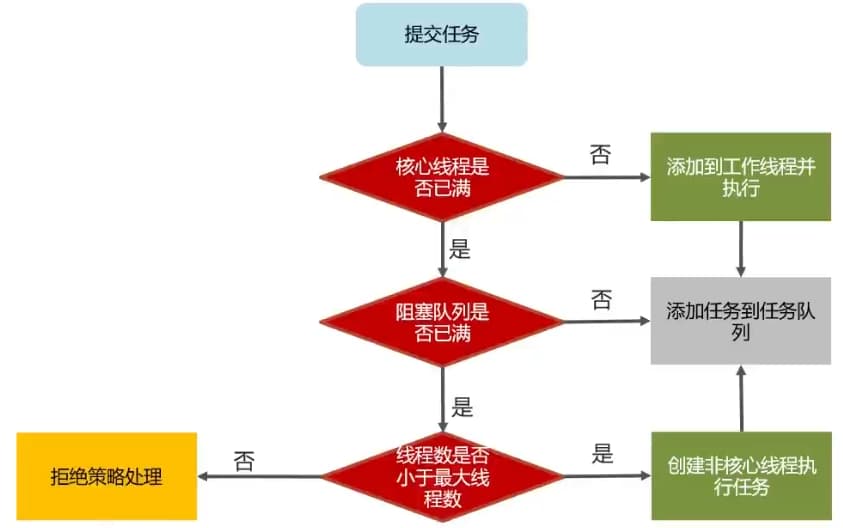 提交任务
核心线程是
否已满
否
添加到工作线程并
执行
是
阻塞队列是
否已满
否
添加任务到任务队
列
是
线程数是否
小于最大线
程数
否
拒绝策略处理
是
创建非核心线程执
行任务